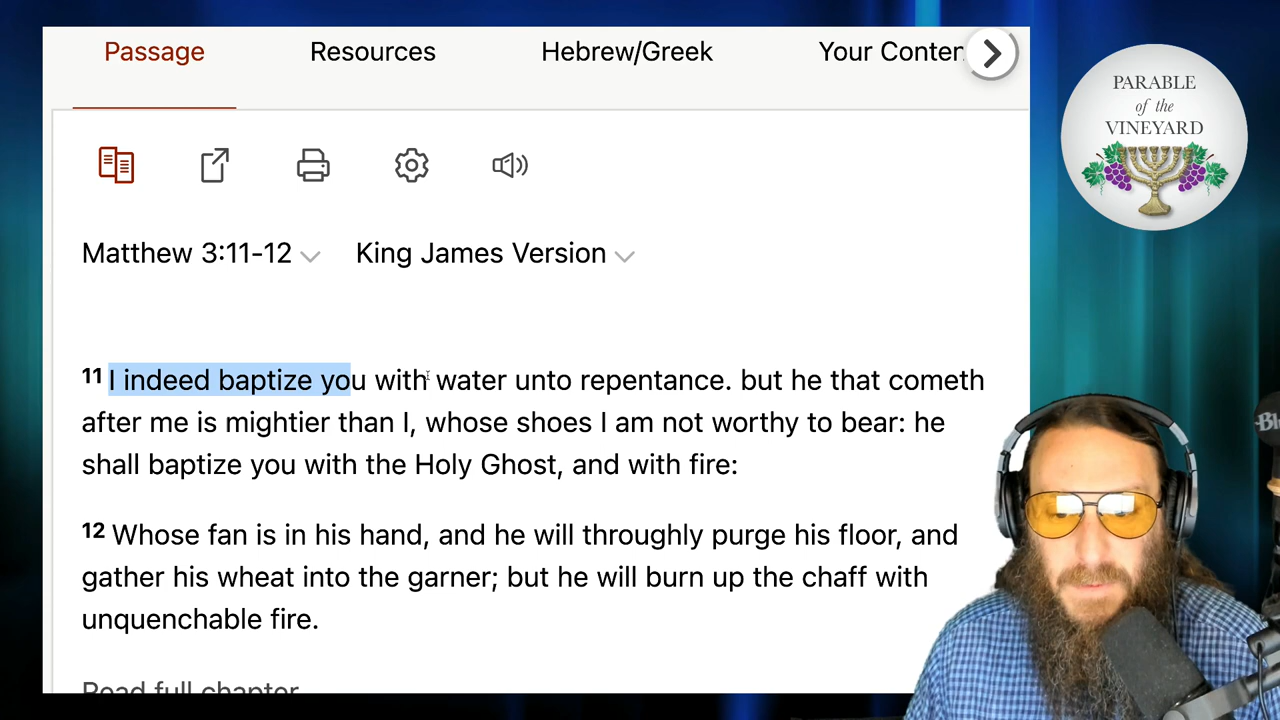 Passage Resources Hebrew/Greek Your Conten
PARABLE
of the
VINEYARD
Matthew 3:11-12 King James Version
11 I indeed baptize you with water unto repentance. but he that cometh
after me is mightier than I, whose shoes I am not worthy to bear: he
shall baptize you with the Holy Ghost, and with fire:
12 Whose fan is in his hand, and he will throughly purge his floor, and
gather his wheat into the garner; but he will burn up the chaff with
unquenchable fire.
Read full chapter